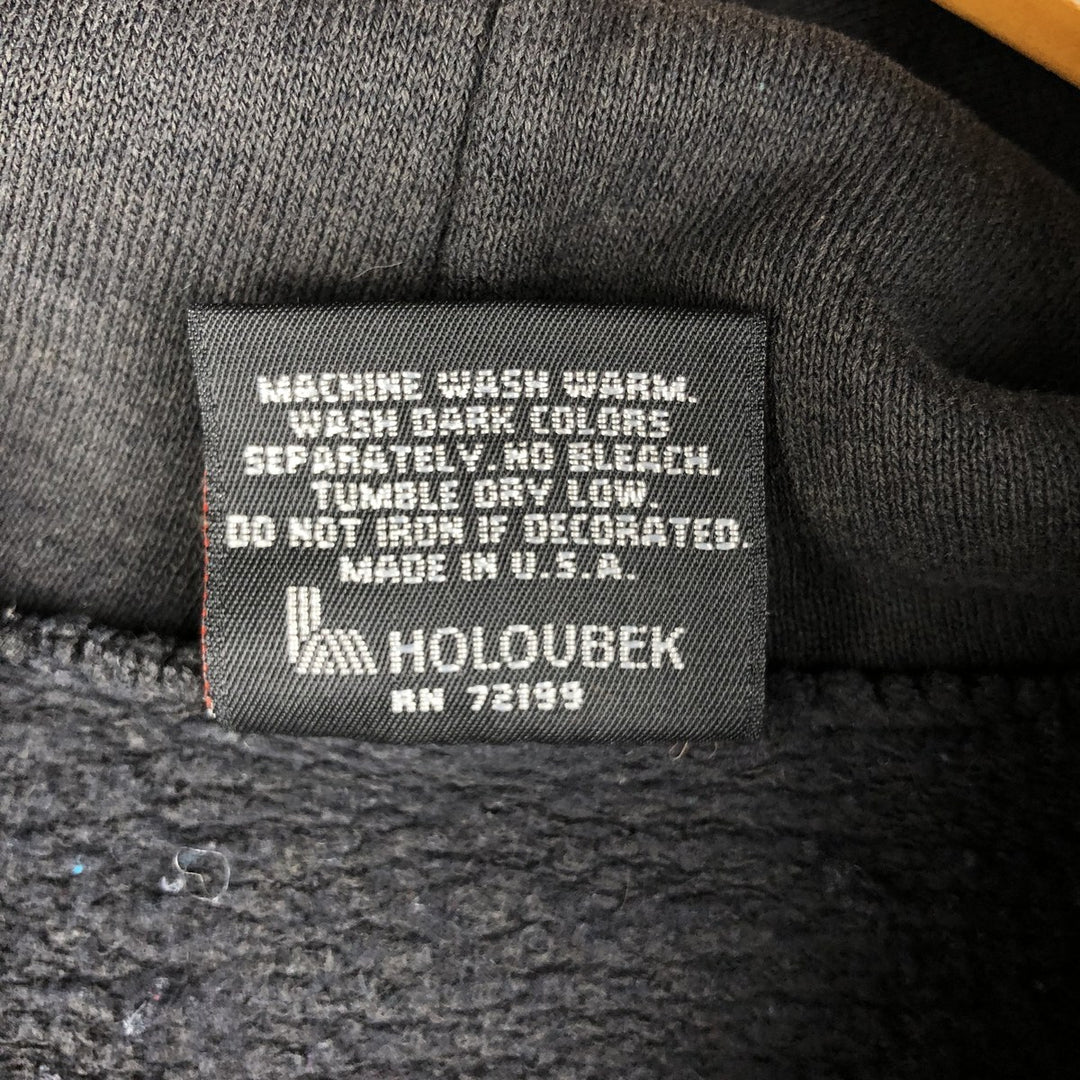 MACHINE WASH WARM.
WASH DARK COLORS
SEPARATELY. NO BLEACH.
TUMBLE DRY LOW.
DO NOT IRON IF DECORATED.
MADE IN U.S.A.
HOLOUBEK
RN 72199